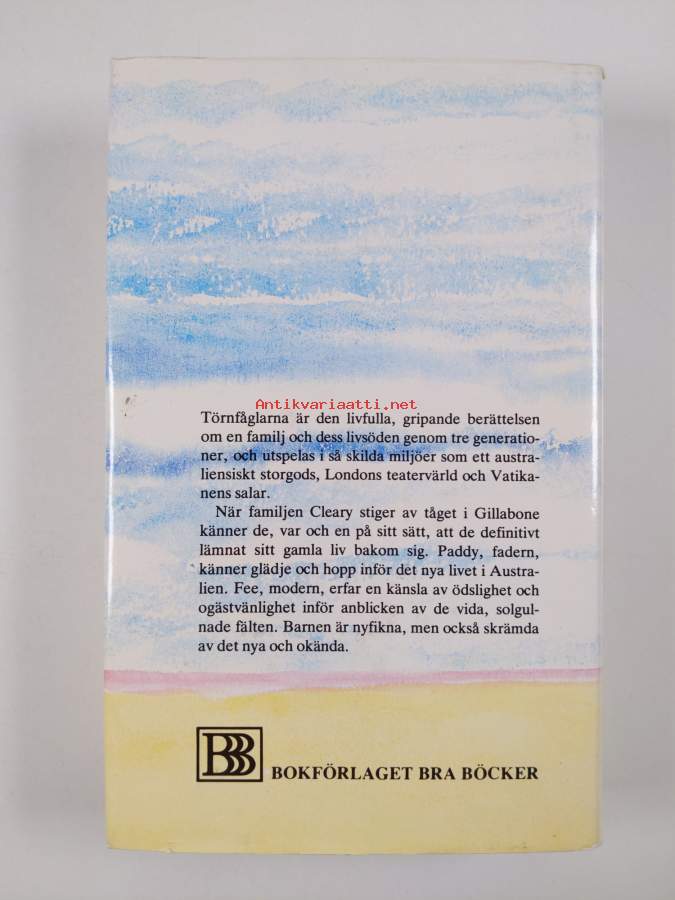 Antikvariaatti.net
Törnfåglarna är den livfulla, gripande berättelsen
om en familj och dess livsöden genom tre generatio-
ner, och utspelas i så skilda miljöer som ett austra-
liensiskt storgods, Londons teatervärld och Vatika-
nens salar.
När familjen Cleary stiger av tåget i Gillabone
känner de, var och en på sitt sätt, att de definitivt
lämnat sitt gamla liv bakom sig. Paddy, fadern,
känner glädje och hopp inför det nya livet i Austra-
lien. Fee, modern, erfar en känsla av ödslighet och
ogästvänlighet inför anblicken av de vida, solgul-
nade fälten. Barnen är nyfikna, men också skrämda
av det nya och okända.
BBB
BOKFÖRLAGET BRA BÖCKER